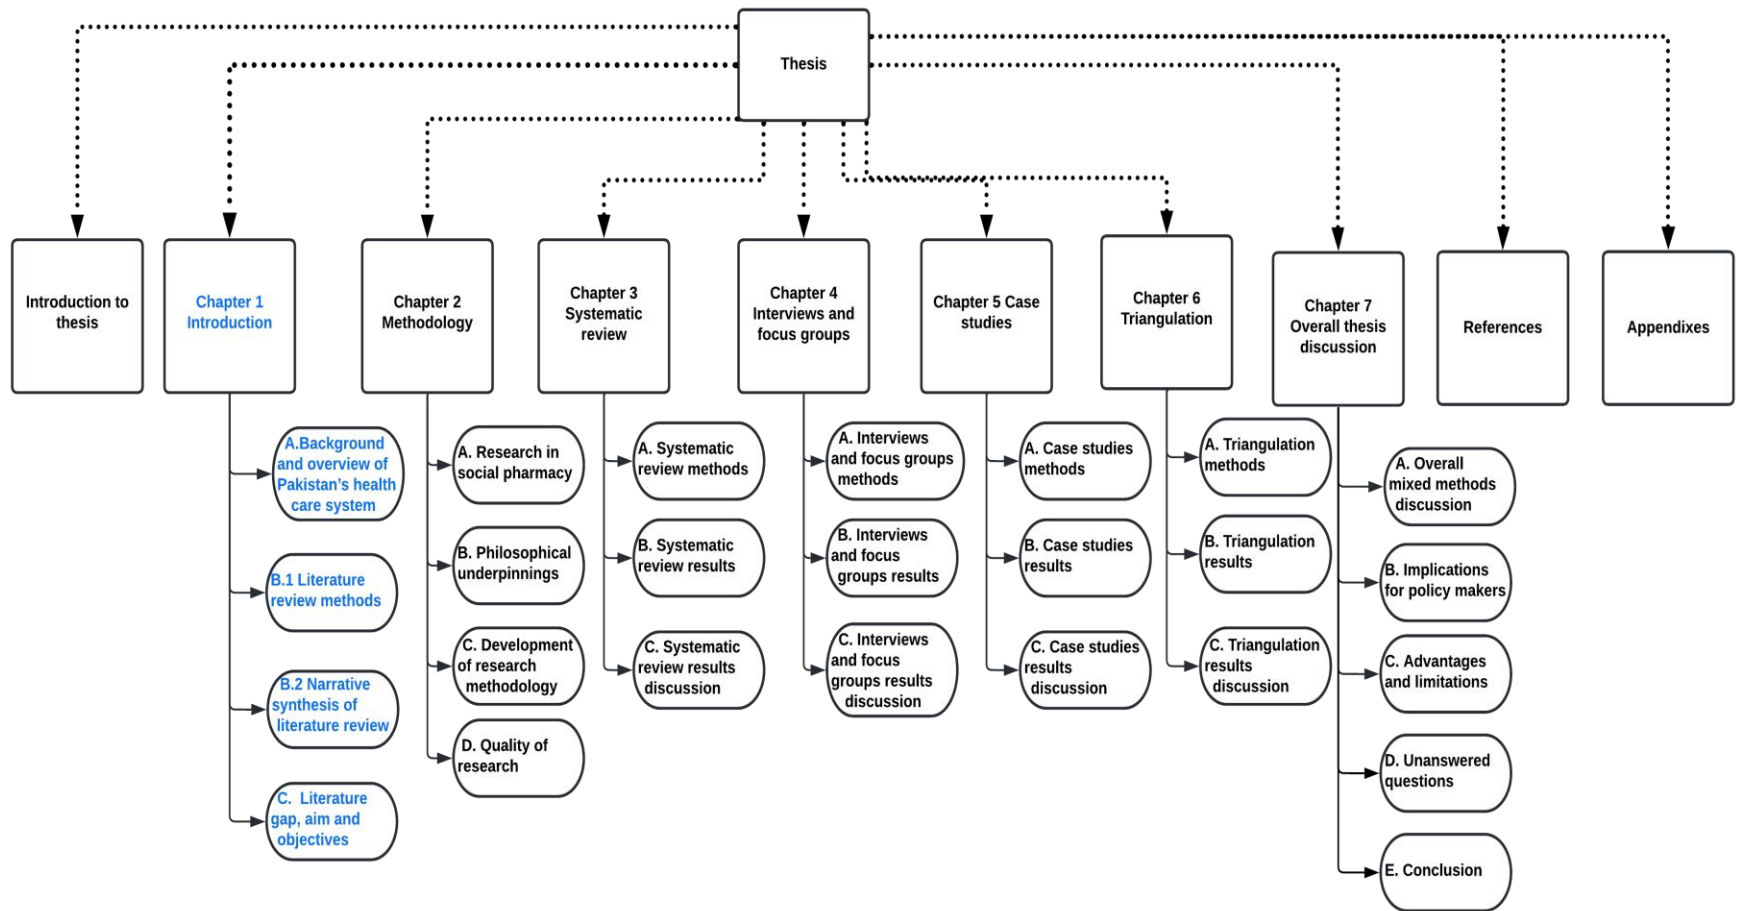 Thesis
Introduction to
thesis
Chapter 1
Introduction
Chapter 2
Methodology
Chapter 3
Systematic
review
Chapter 4
Interviews and
focus groups
Chapter 5 Case
studies
Chapter 6
Triangulation
Chapter 7
Overall thesis
discussion
References
Appendixes
A.Background
and overview of
Pakistan's health
care system
B.1 Literature
review methods
B.2 Narrative
synthesis of
literature review
C. Literature
gap, aim and
objectives
A. Research in
social pharmacy
B. Philosophical
underpinnings
C. Development
of research
methodology
D. Quality of
research
A. Systematic
review methods
B. Systematic
review results
C. Systematic
review results
discussion
A. Interviews
and focus groups
methods
B. Interviews
and focus
groups results
C. Interviews
and focus
groups results
discussion
A. Case studies
methods
B. Case studies
results
C. Case studies
results
discussion
A. Triangulation
methods
B. Triangulation
results
C. Triangulation
results
discussion
A. Overall
mixed methods
discussion
B. Implications
for policy makers
C. Advantages
and limitations
D. Unanswered
questions
E. Conclusion